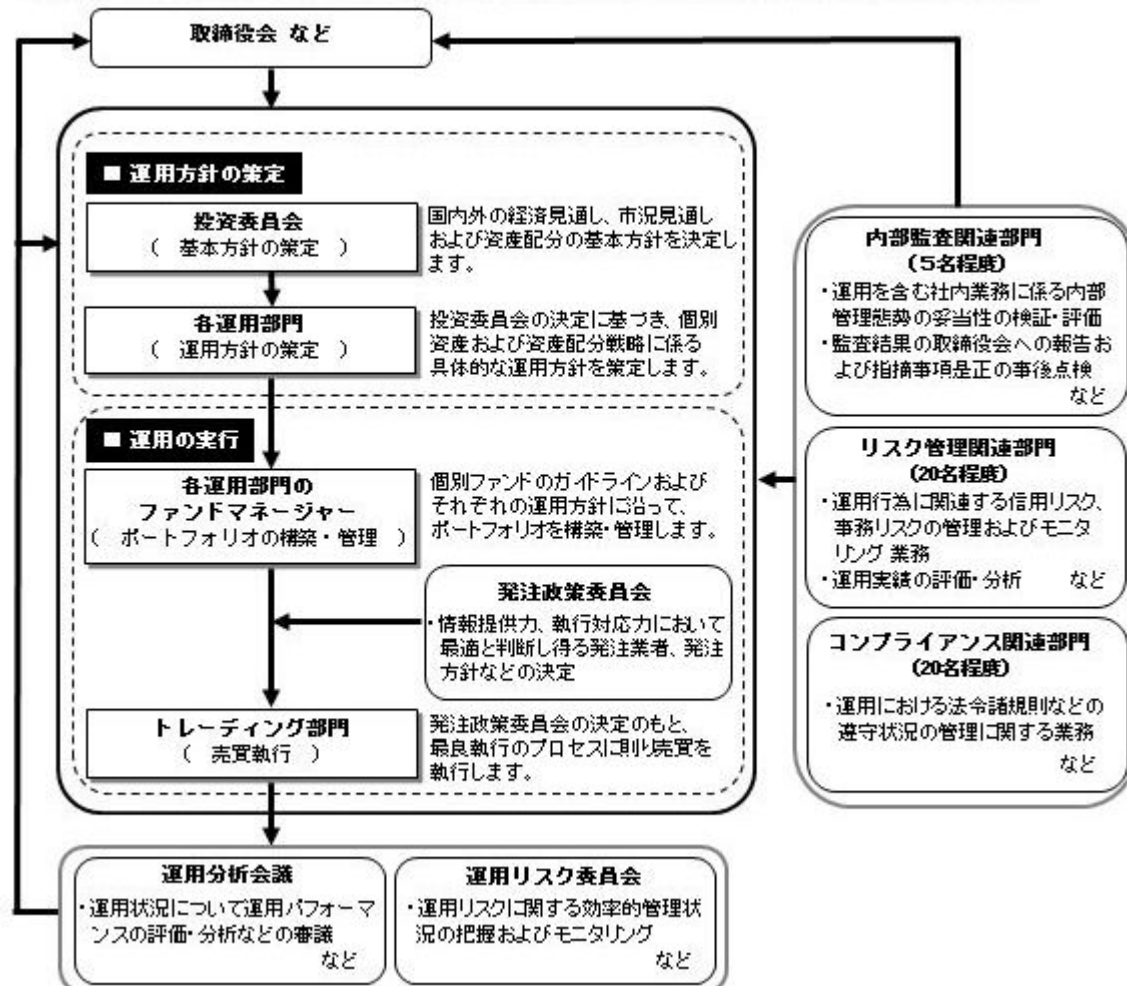 取締役会 など
■ 運用方針の策定
投資委員会
( 基本方針の策定 )
国内外の経済見通し、市況見通し
および資産配分の基本方針を決定し
ます。
各運用部門
( 運用方針の策定 )
投資委員会の決定に基づき、個別
資産および資産配分戦略に係る
具体的な運用方針を策定します。
■ 運用の実行
各運用部門の
ファンドマネージャー
( ポートフォリオの構築・管理 )
個別ファンドのガイドラインおよび
それぞれの運用方針に沿って、
ポートフォリオを構築・管理します。
発注政策委員会
・情報提供力、執行対応力において
最適と判断し得る発注業者、発注
方針などの決定
トレーディング部門
( 売買執行 )
発注政策委員会の決定のもと、
最良執行のプロセスに則り売買を
執行します。
運用分析会議
・運用状況について運用パフォーマ
ンスの評価・分析などの審議
など
運用リスク委員会
・運用リスクに関する効率的管理状
況の把握およびモニタリング
など
内部監査関連部門
(5名程度)
・運用を含む社内業務に係る内部
管理態勢の妥当性の検証・評価
・監査結果の取締役会への報告お
よび指摘事項是正の事後点検
など
リスク管理関連部門
(20名程度)
・運用行為に関連する信用リスク、
事務リスクの管理およびモニタ
リング 業務
・運用実績の評価・分析 など
コンプライアンス関連部門
(20名程度)
・運用における法令諸規則などの
遵守状況の管理に関する業務
など